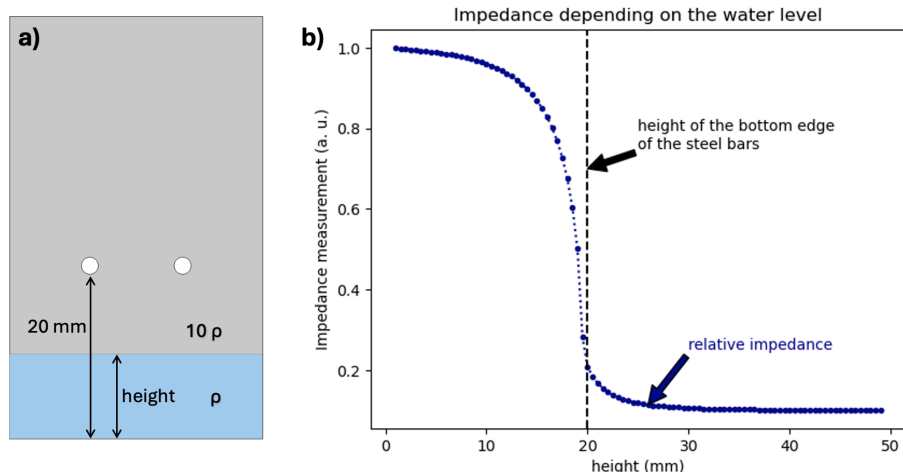 a)
20 mm
10 ρ
height
ρ
b)
Impedance depending on the water level
Impedance measurement (a. u.)
1.0
0.8
0.6
0.4
0.2
height of the bottom edge
of the steel bars
relative impedance
0
10
20
30
40
50
height (mm)